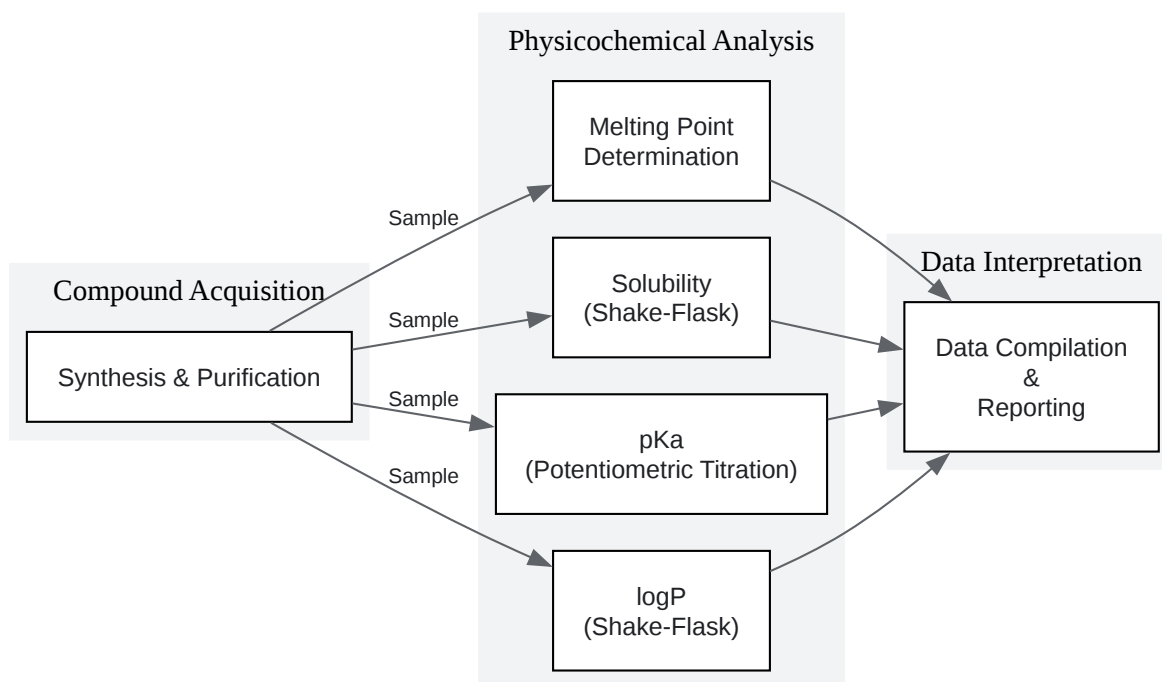 Physicochemical Analysis
Melting Point
Determination
Sample
Solubility
(Shake-Flask)
Data Interpretation
Compound Acquisition
Sample
Data Compilation
&
Reporting
Synthesis & Purification
Sample
pKa
(Potentiometric Titration)
Sample
logP
(Shake-Flask)